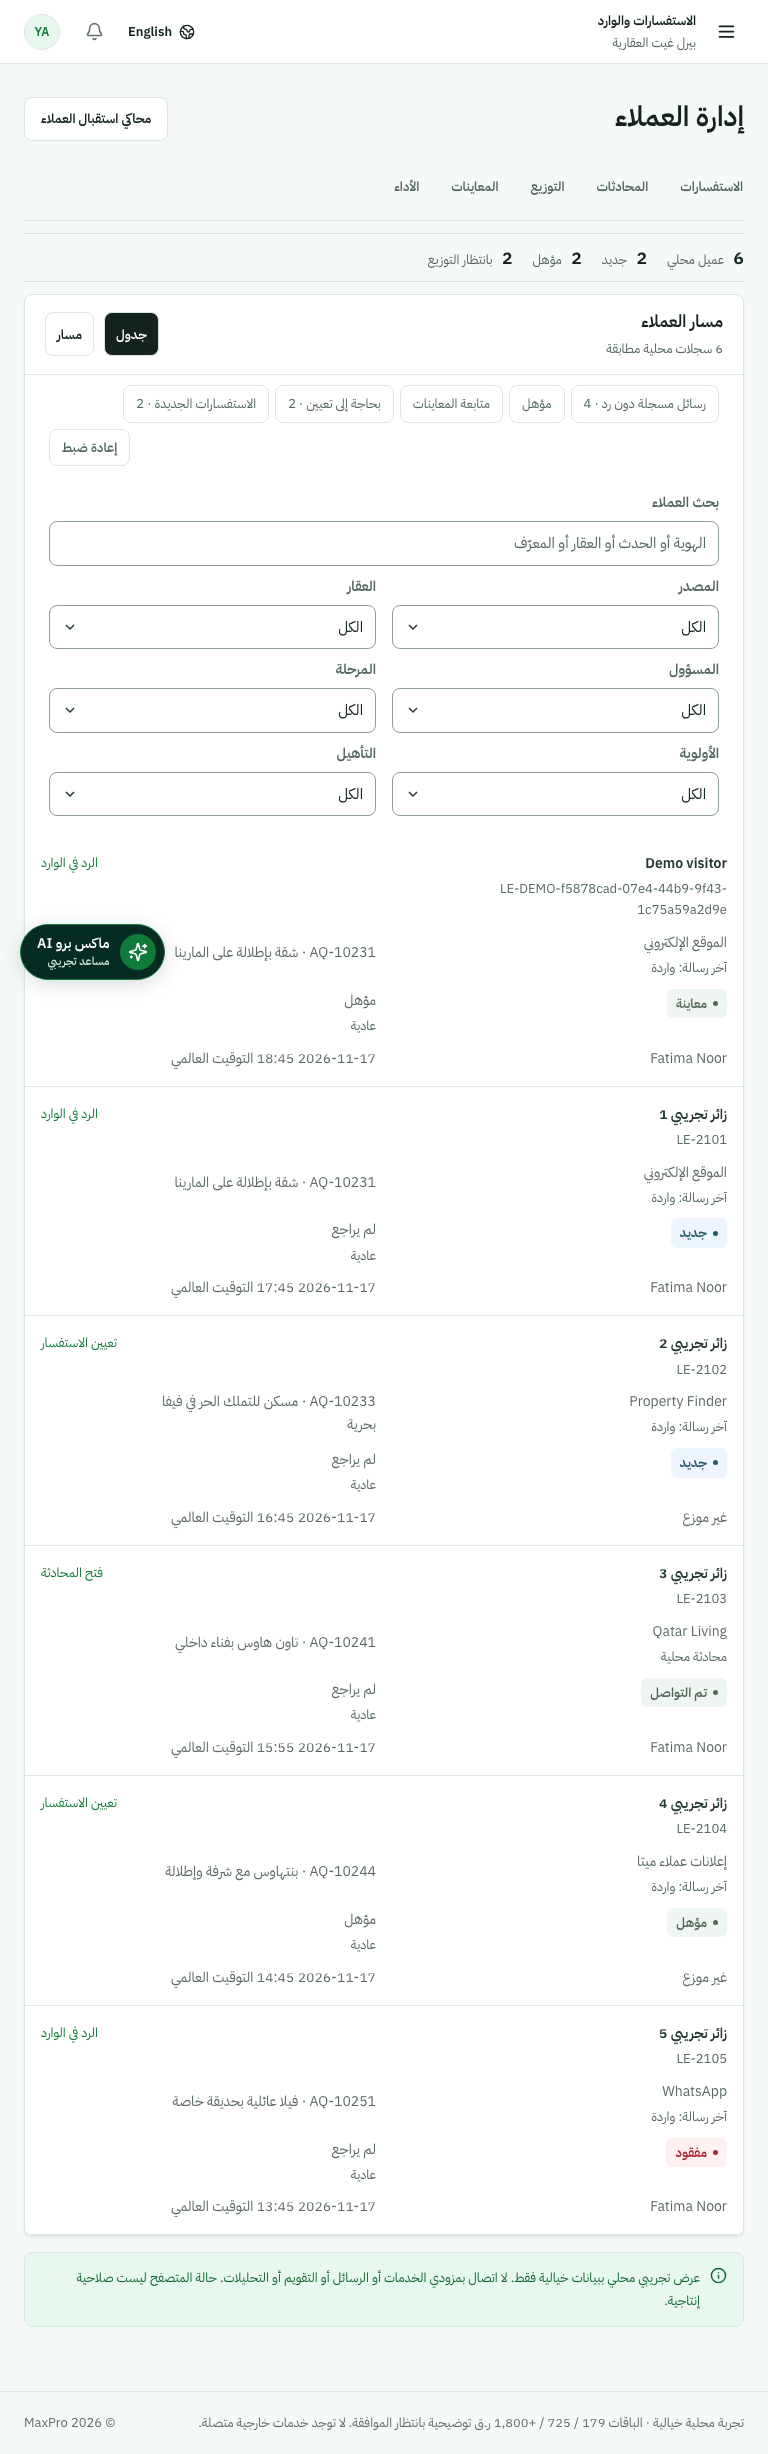 الاستفسارات والوارد
بيرل غيت العقارية
English
YA
إدارة العملاء
محاكي استقبال العملاء
الاستفسارات
المحادثات
التوزيع
المعاينات
الأداء
6 عميل محلي
2 جديد
2 مؤهل
2 بانتظار التوزيع
مسار العملاء
6 سجلات محلية مطابقة
جدول
مسار
رسائل مسجلة دون رد · 4
مؤهل
متابعة المعاينات
بحاجة إلى تعيين · 2
الاستفسارات الجديدة · 2
إعادة ضبط
بحث العملاء
الهوية أو الحدث أو العقار أو المعرّف
المصدر
العقار
الكل
الكل
المسؤول
المرحلة
الكل
الكل
الأولوية
التأهيل
الكل
الكل
Demo visitor
الرد في الوارد
LE-DEMO-f5878cad-07e4-44b9-9f43-
1c75a59a2d9e
الموقع الإلكتروني
آخر رسالة: واردة
AQ-10231 · شقة بإطلالة على المارينا
ماكس برو AI
مساعد تجريبي
معاينة
مؤهل
عادية
Fatima Noor
2026-11-17 18:45 التوقيت العالمي
زائر تجريبي 1
الرد في الوارد
LE-2101
الموقع الإلكتروني
آخر رسالة: واردة
AQ-10231 · شقة بإطلالة على المارينا
جديد
لم يراجع
عادية
Fatima Noor
2026-11-17 17:45 التوقيت العالمي
زائر تجريبي 2
تعيين الاستفسار
LE-2102
Property Finder
آخر رسالة: واردة
AQ-10233 · مسكن للتملك الحر في فيفا
بحرية
جديد
لم يراجع
عادية
غير موزع
2026-11-17 16:45 التوقيت العالمي
زائر تجريبي 3
فتح المحادثة
LE-2103
Qatar Living
محادثة محلية
AQ-10241 · تاون هاوس بفناء داخلي
تم التواصل
لم يراجع
عادية
Fatima Noor
2026-11-17 15:55 التوقيت العالمي
زائر تجريبي 4
تعيين الاستفسار
LE-2104
إعلانات عملاء ميتا
آخر رسالة: واردة
AQ-10244 · بنتهاوس مع شرفة وإطلالة
مؤهل
مؤهل
عادية
غير موزع
2026-11-17 14:45 التوقيت العالمي
زائر تجريبي 5
الرد في الوارد
LE-2105
WhatsApp
آخر رسالة: واردة
AQ-10251 · فيلا عائلية بحديقة خاصة
مفقود
لم يراجع
عادية
Fatima Noor
2026-11-17 13:45 التوقيت العالمي
عرض تجريبي محلي ببيانات خيالية فقط. لا اتصال بمزودي الخدمات أو الرسائل أو التقويم أو التحليلات. حالة المتصفح ليست صلاحية
إنتاجية.
تجربة محلية خيالية · الباقات 179 / 725 / +1,800 ر.ق توضيحية بانتظار الموافقة. لا توجد خدمات خارجية متصلة.
© 2026 MaxPro